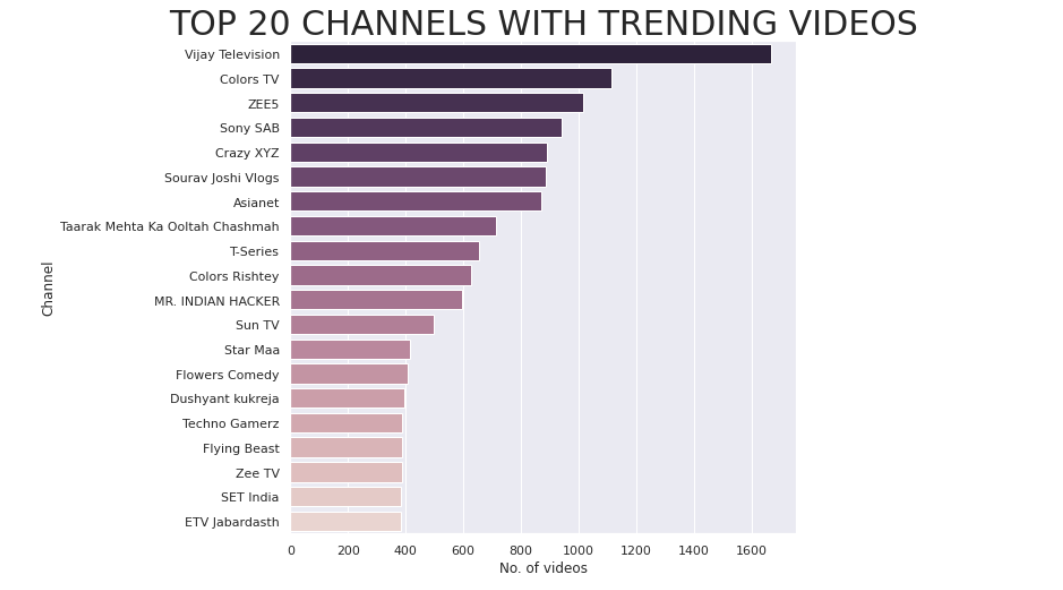 TOP 20 CHANNELS WITH TRENDING VIDEOS
Vijay Television
Colors TV
ZEE5
Sony SAB
Crazy XYZ
Sourav Joshi Vlogs
Asianet
Taarak Mehta Ka Ooltah Chashmah
T-Series
Colors Rishtey
MR. INDIAN HACKER
Sun TV
Star Maa
Flowers Comedy
Dushyant kukreja
Techno Gamerz
Flying Beast
Zee TV
SET India
ETV Jabardasth
Channel
0 200 400 600 800 1000 1200 1400 1600
No. of videos